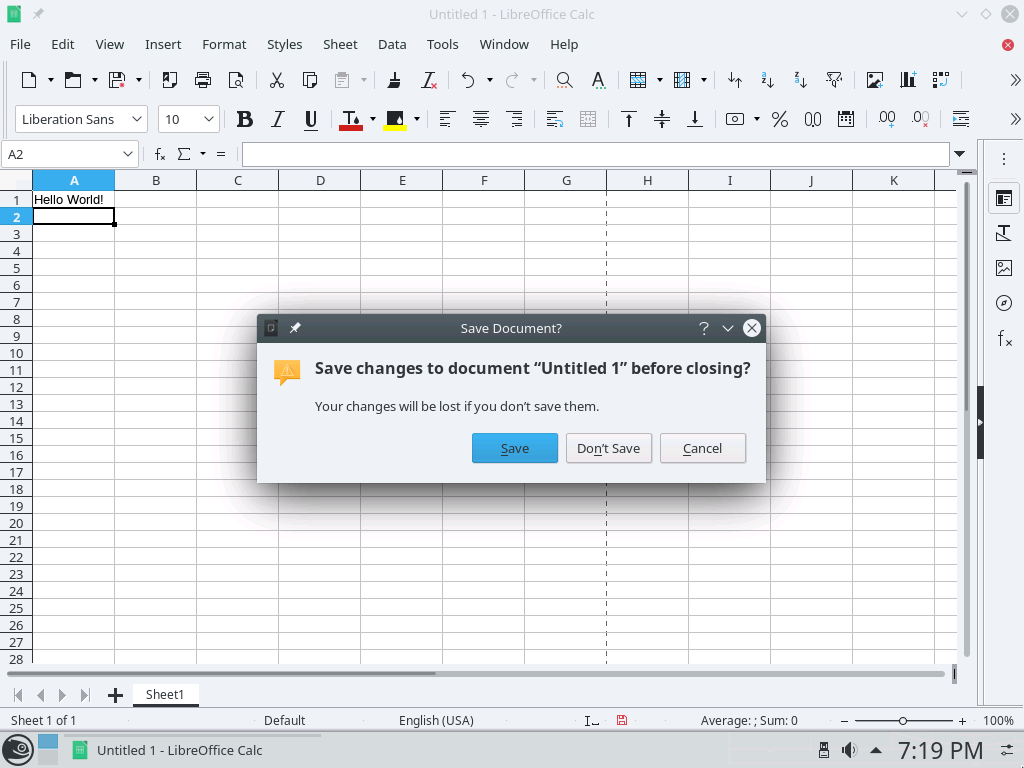 Untitled 1 - LibreOffice Calc
File Edit View Insert Format Styles Sheet Data Tools Window Help
Liberation Sans 10
A2
A B C D E F G H I J K
1 Hello World!
2
3
4
5
6
7
8
9
10
11
12
13
14
15
16
17
18
19
20
21
22
23
24
25
26
27
28
Save Document?
Save changes to document “Untitled 1” before closing?
Your changes will be lost if you don’t save them.
Save Don’t Save Cancel
Sheet1
Sheet 1 of 1 Default English (USA) Average: ; Sum: 0 100%
Untitled 1 - LibreOffice Calc 7:19 PM